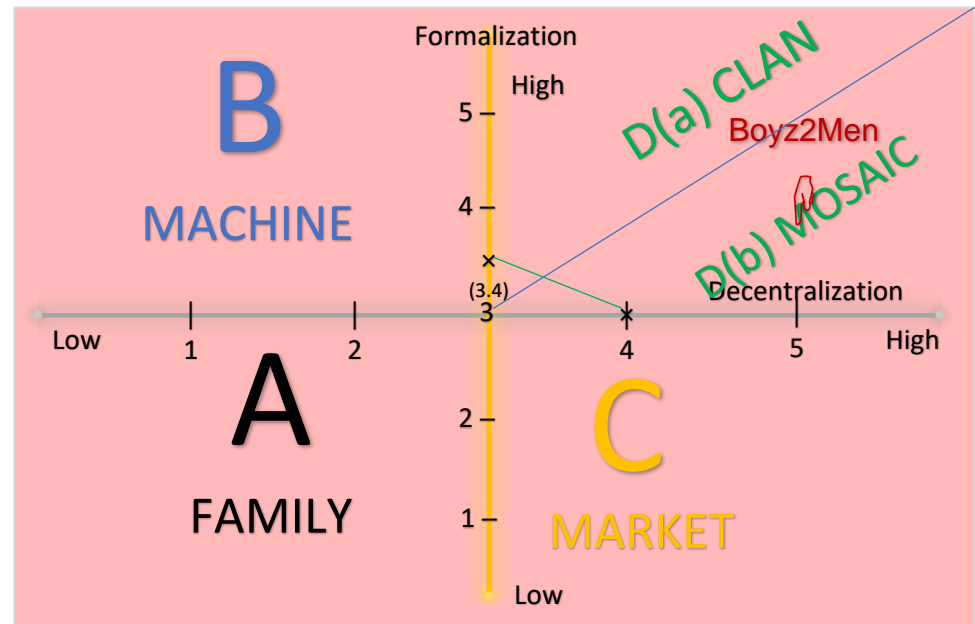 Formalization
High
B
MACHINE
D(a) CLAN
Boyz2Men
D(b) MOSAIC
5
4
(3.4)
3
Decentralization
Low
1
2
4
5
High
A
FAMILY
2
C
1
MARKET
Low